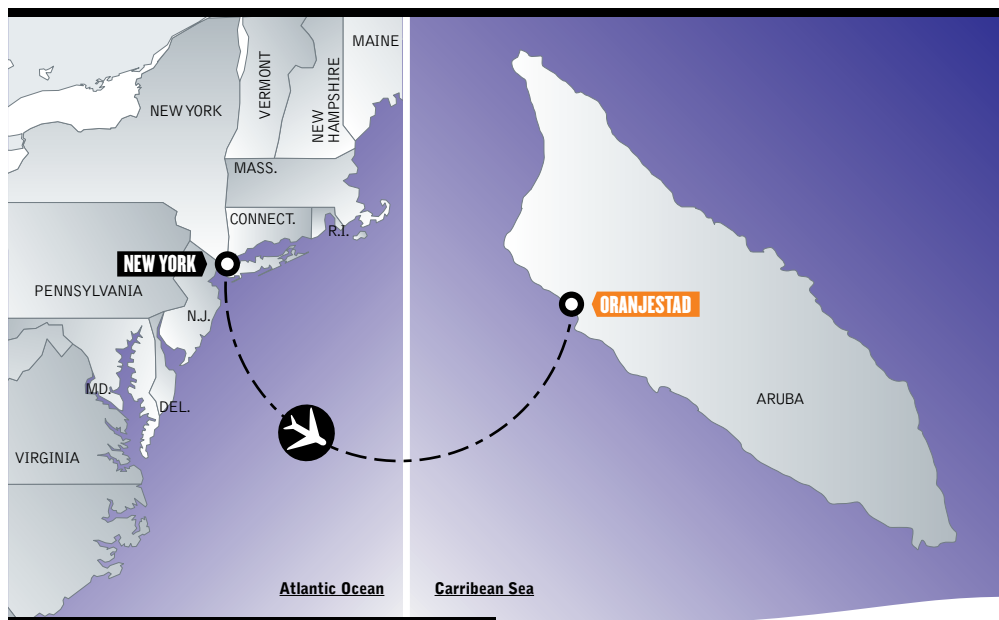 MAINE
VERMONT
NEW
HAMPSHIRE
NEW YORK
MASS.
CONNECT.
R.I.
NEW YORK
PENNSYLVANIA
N.J.
ORANJESTAD
MD.
DEL.
ARUBA
VIRGINIA
Atlantic Ocean
Carribean Sea